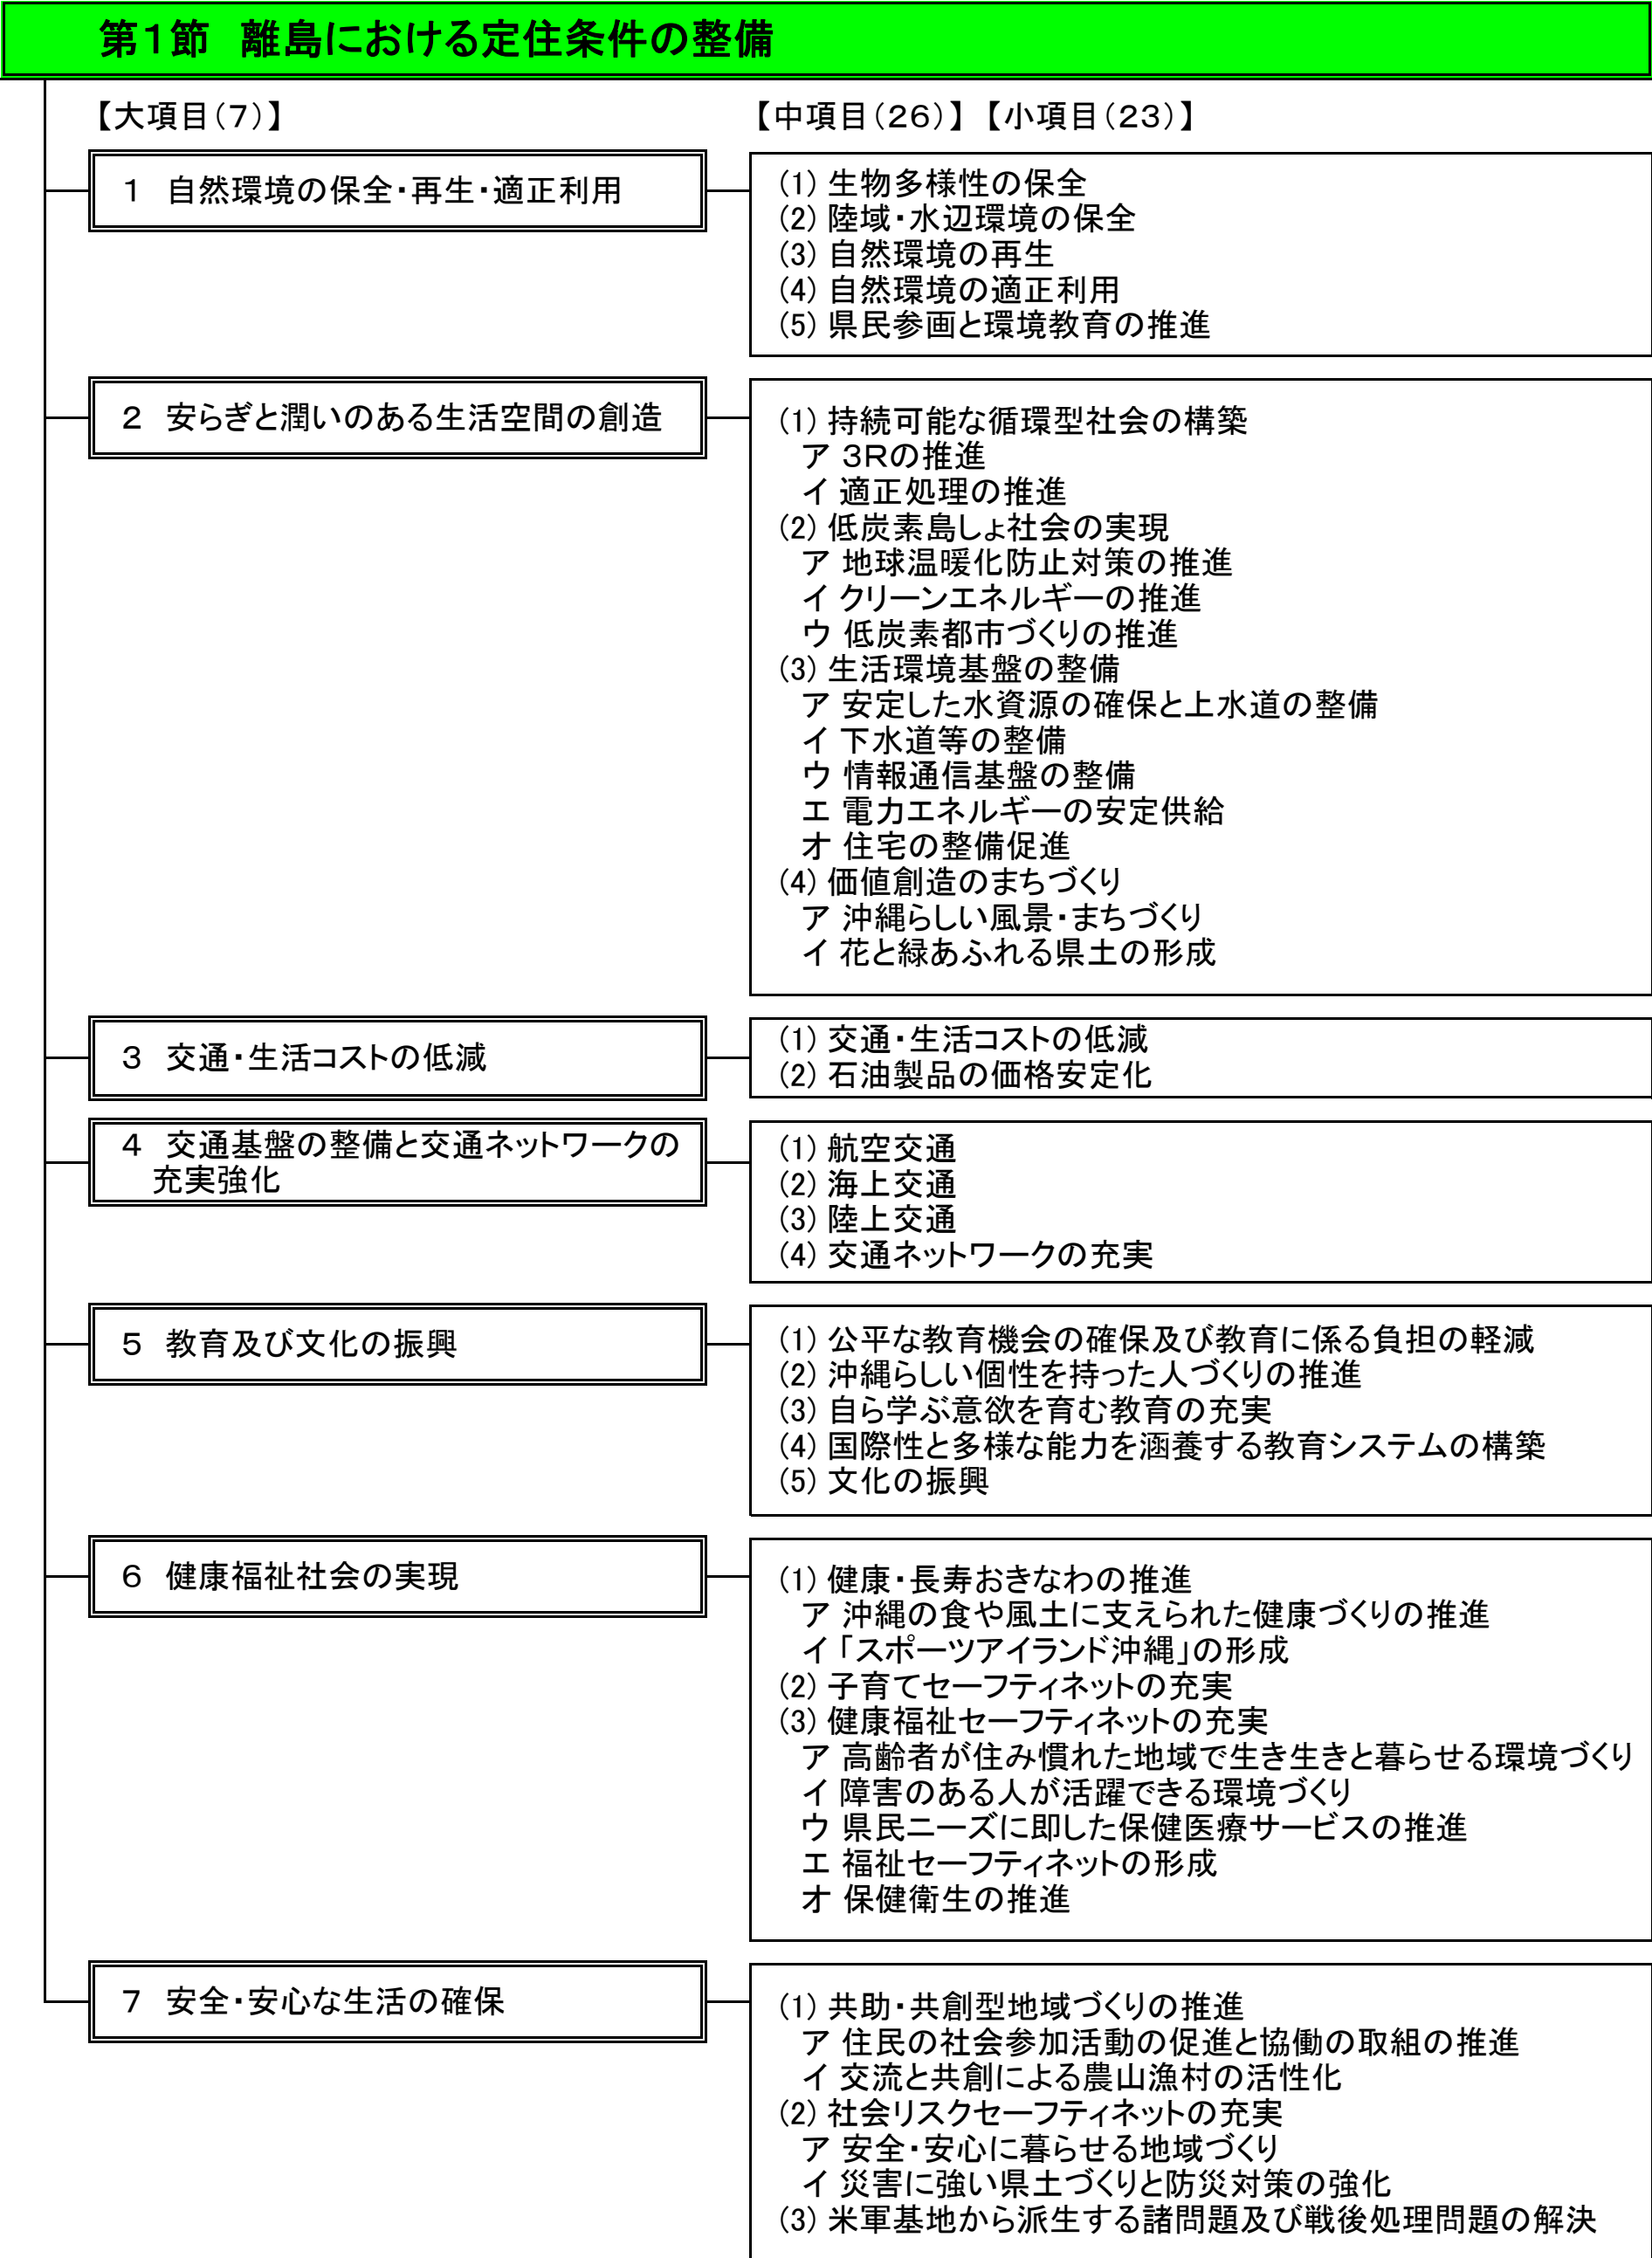 第1節　離島における定住条件の整備
【大項目(7)】
【中項目(26)】【小項目(23)】
1　自然環境の保全・再生・適正利用
(1) 生物多様性の保全
(2) 陸域・水辺環境の保全
(3) 自然環境の再生
(4) 自然環境の適正利用
(5) 県民参画と環境教育の推進
2　安らぎと潤いのある生活空間の創造
(1) 持続可能な循環型社会の構築
ア 3Rの推進
イ 適正処理の推進
(2) 低炭素島しょ社会の実現
ア 地球温暖化防止対策の推進
イ クリーンエネルギーの推進
ウ 低炭素都市づくりの推進
(3) 生活環境基盤の整備
ア 安定した水資源の確保と上水道の整備
イ 下水道等の整備
ウ 情報通信基盤の整備
エ 電力エネルギーの安定供給
オ 住宅の整備促進
(4) 価値創造のまちづくり
ア 沖縄らしい風景・まちづくり
イ 花と緑あふれる県土の形成
3　交通・生活コストの低減
(1) 交通・生活コストの低減
(2) 石油製品の価格安定化
4　交通基盤の整備と交通ネットワークの
充実強化
(1) 航空交通
(2) 海上交通
(3) 陸上交通
(4) 交通ネットワークの充実
5　教育及び文化の振興
(1) 公平な教育機会の確保及び教育に係る負担の軽減
(2) 沖縄らしい個性を持った人づくりの推進
(3) 自ら学ぶ意欲を育む教育の充実
(4) 国際性と多様な能力を涵養する教育システムの構築
(5) 文化の振興
6　健康福祉社会の実現
(1) 健康・長寿おきなわの推進
ア 沖縄の食や風土に支えられた健康づくりの推進
イ 「スポーツアイランド沖縄」の形成
(2) 子育てセーフティネットの充実
(3) 健康福祉セーフティネットの充実
ア 高齢者が住み慣れた地域で生き生きと暮らせる環境づくり
イ 障害のある人が活躍できる環境づくり
ウ 県民ニーズに即した保健医療サービスの推進
エ 福祉セーフティネットの形成
オ 保健衛生の推進
7　安全・安心な生活の確保
(1) 共助・共創型地域づくりの推進
ア 住民の社会参加活動の促進と協働の取組の推進
イ 交流と共創による農山漁村の活性化
(2) 社会リスクセーフティネットの充実
ア 安全・安心に暮らせる地域づくり
イ 災害に強い県土づくりと防災対策の強化
(3) 米軍基地から派生する諸問題及び戦後処理問題の解決